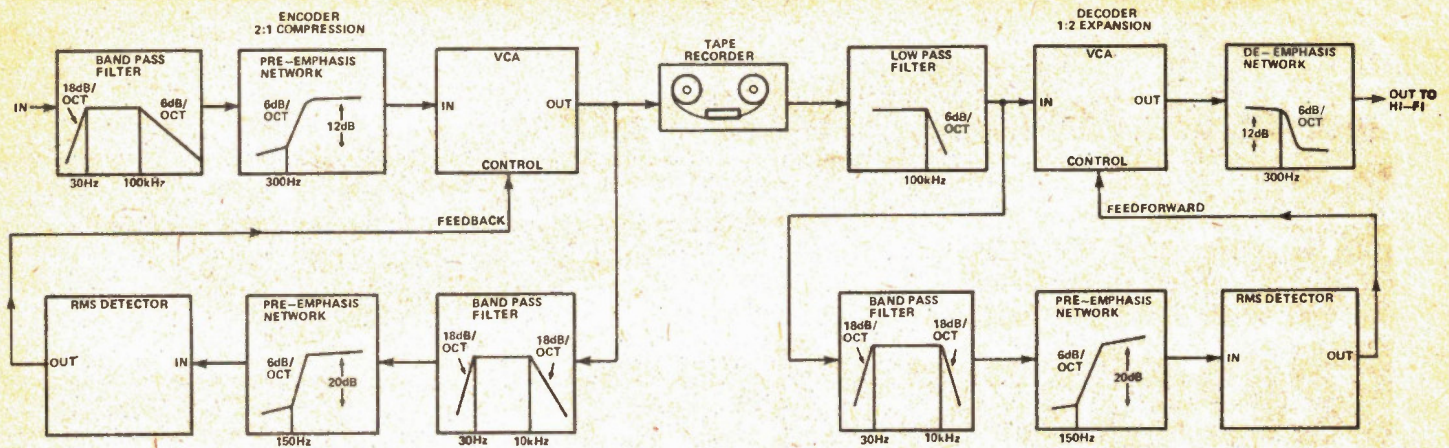 ENCODER
2:1 COMPRESSION
BAND PASS
FILTER
18dB/
OCT
6dB/
OCT
IN
30Hz
100kHz
PRE-EMPHASIS
NETWORK
6dB/
OCT
12dB
300Hz
VCA
IN
OUT
CONTROL
TAPE
RECORDER
LOW PASS
FILTER
6dB/
OCT
100kHz
DECODER
1:2 EXPANSION
VCA
IN
OUT
CONTROL
DE-EMPHASIS
NETWORK
6dB/
OCT
12dB
300Hz
OUT TO
HI-FI
FEEDBACK
FEEDFORWARD
RMS DETECTOR
OUT
IN
PRE-EMPHASIS
NETWORK
6dB/
OCT
20dB
150Hz
BAND PASS
FILTER
18dB/
OCT
18dB/
OCT
30Hz
10kHz
BAND PASS
FILTER
18dB/
OCT
18dB/
OCT
30Hz
10kHz
PRE-EMPHASIS
NETWORK
6dB/
OCT
20dB
150Hz
RMS DETECTOR
IN
OUT